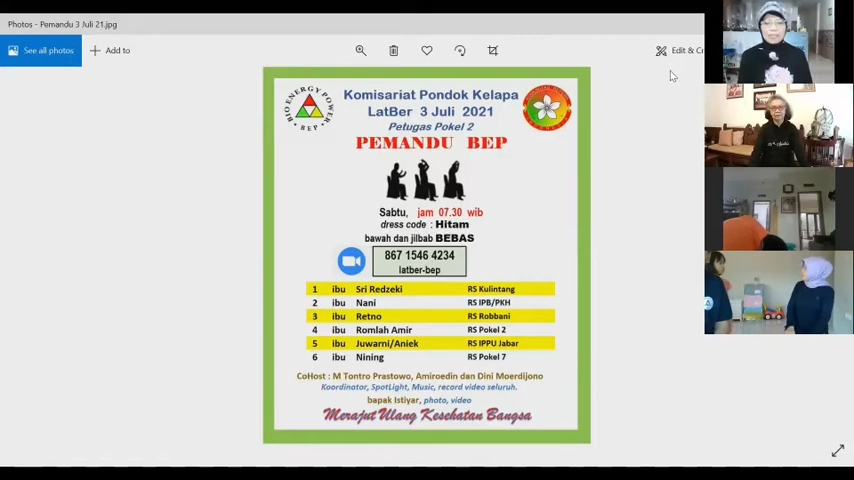 Photos - Pemandu 3 Juli 21.jpg
See all photos
Add to
Edit & Cr
BIO ENERGY POWER
BEP
Komisariat Pondok Kelapa
LatBer 3 Juli 2021
Petugas Pokel 2
PEMANDU BEP
Sabtu, jam 07.30 wib
dress code : Hitam
bawah dan jilbab BEBAS
867 1546 4234
latber-bep
1 ibu Sri Redzeki RS Kulintang
2 ibu Nani RS IPB/PKH
3 ibu Retno RS Robbani
4 ibu Romlah Amir RS Pokel 2
5 ibu Juwarni/Aniek RS IPPU Jabar
6 ibu Nining RS Pokel 7
CoHost : M Tontro Prastowo, Amiroedin dan Dini Moerdijono
Koordinator, SpotLight, Music, record video seluruh.
bapak Istiyar, photo, video
Merajut Ulang Kesehatan Bangsa